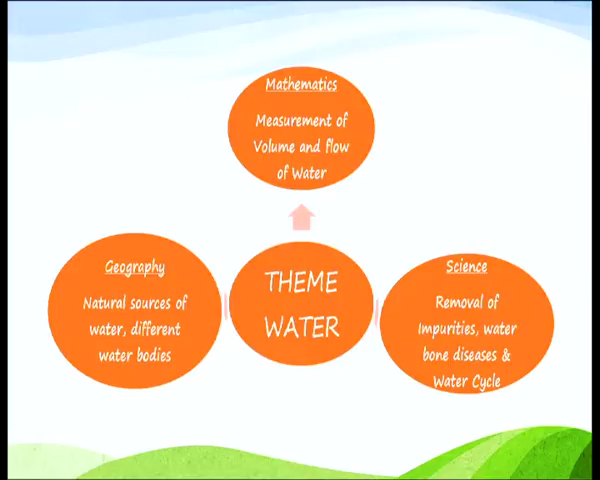 Mathematics
Measurement of
Volume and flow
of Water
Geography
Natural sources of
water, different
water bodies
THEME
WATER
Science
Removal of
Impurities, water
bone diseases &
Water Cycle